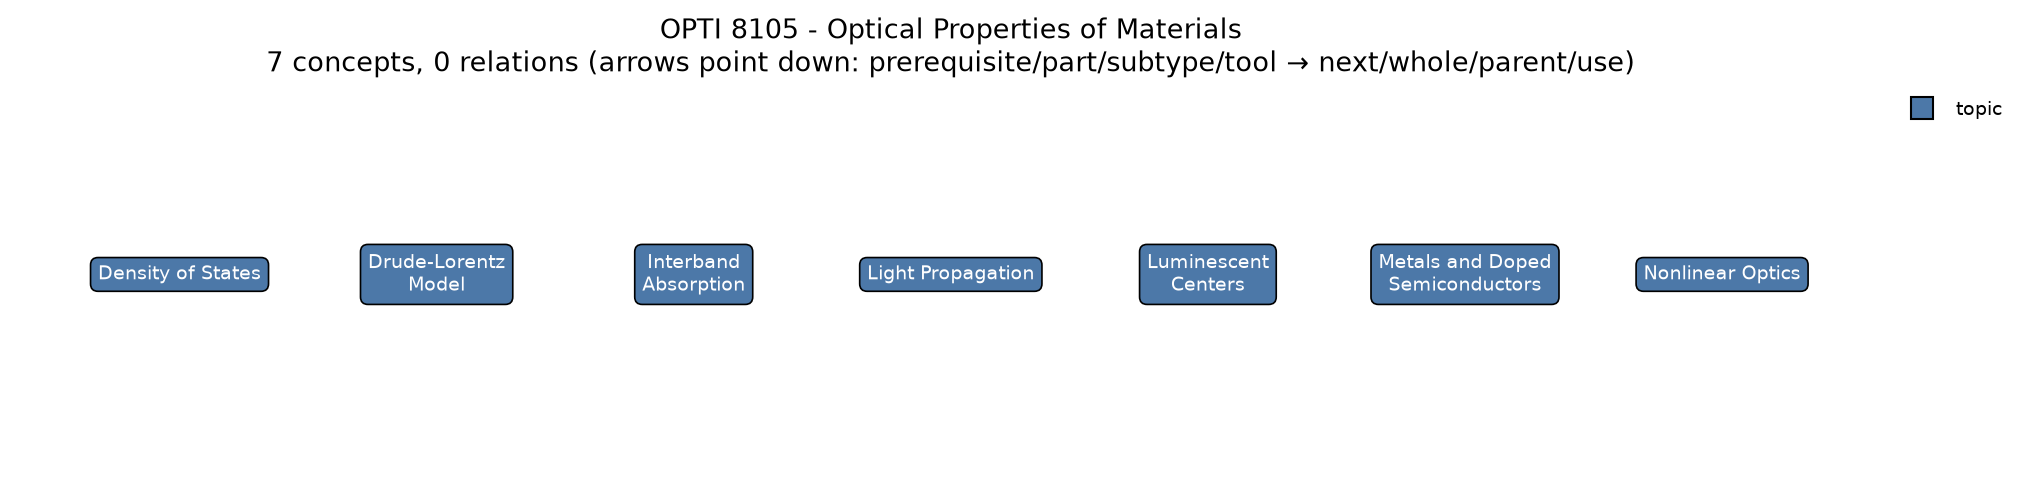 OPTI 8105 - Optical Properties of Materials
7 concepts, 0 relations (arrows point down: prerequisite/part/subtype/tool → next/whole/parent/use)
topic
Density of States
Drude-Lorentz
Model
Interband
Absorption
Light Propagation
Luminescent
Centers
Metals and Doped
Semiconductors
Nonlinear Optics